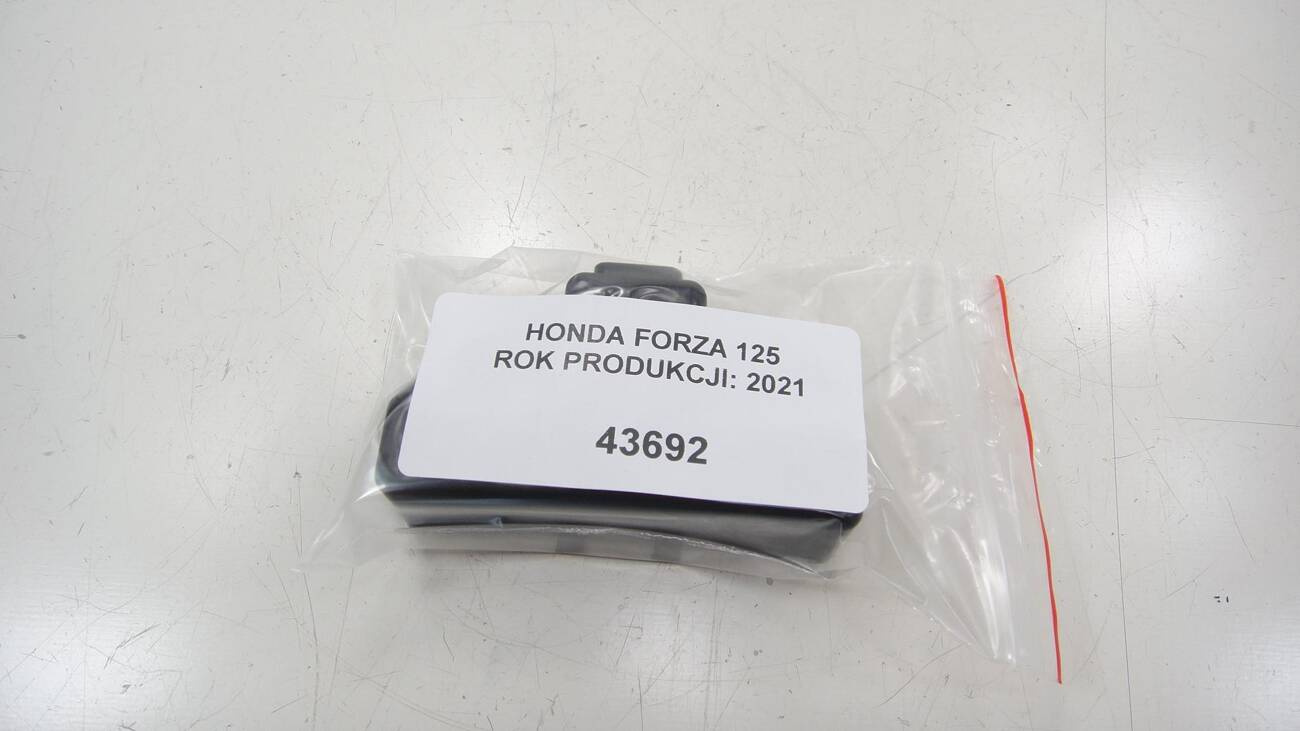 HONDA FORZA 125
ROK PRODUKCJI: 2021
43692